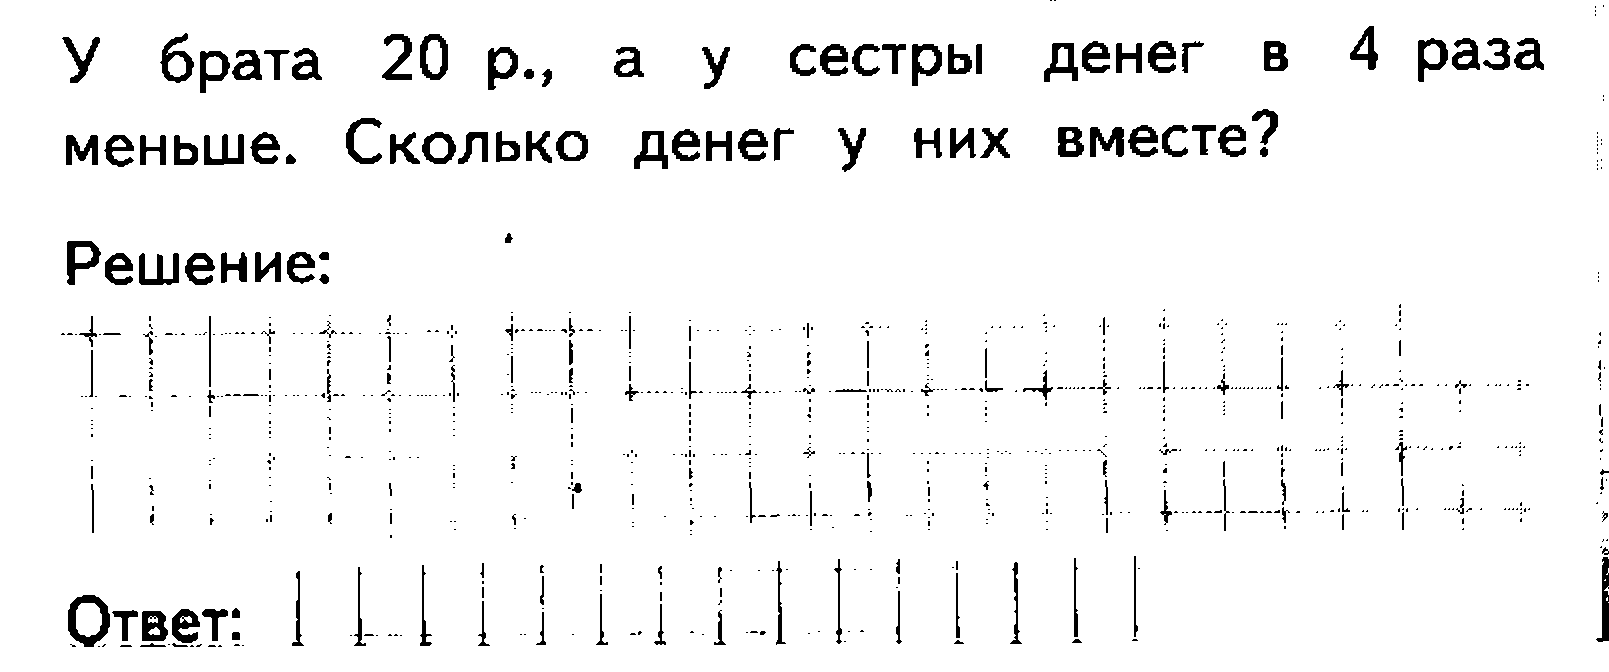 У брата 20 р., а у сестры денег в 4 раза
меньше. Сколько денег у них вместе?
Решение:
Ответ: